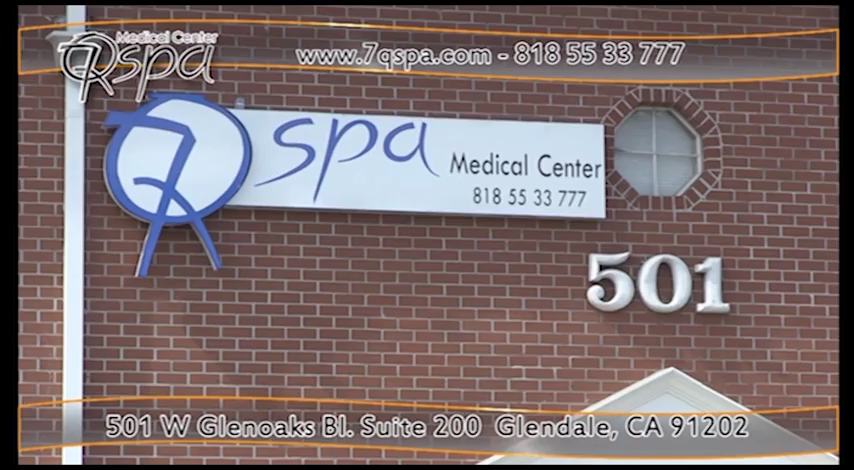 Medical Center
7Qspa
www.7qspa.com - 818 55 33 777
7Q spa
Medical Center
818 55 33 777
501
501 W Glenoaks Bl. Suite 200 Glendale, CA 91202